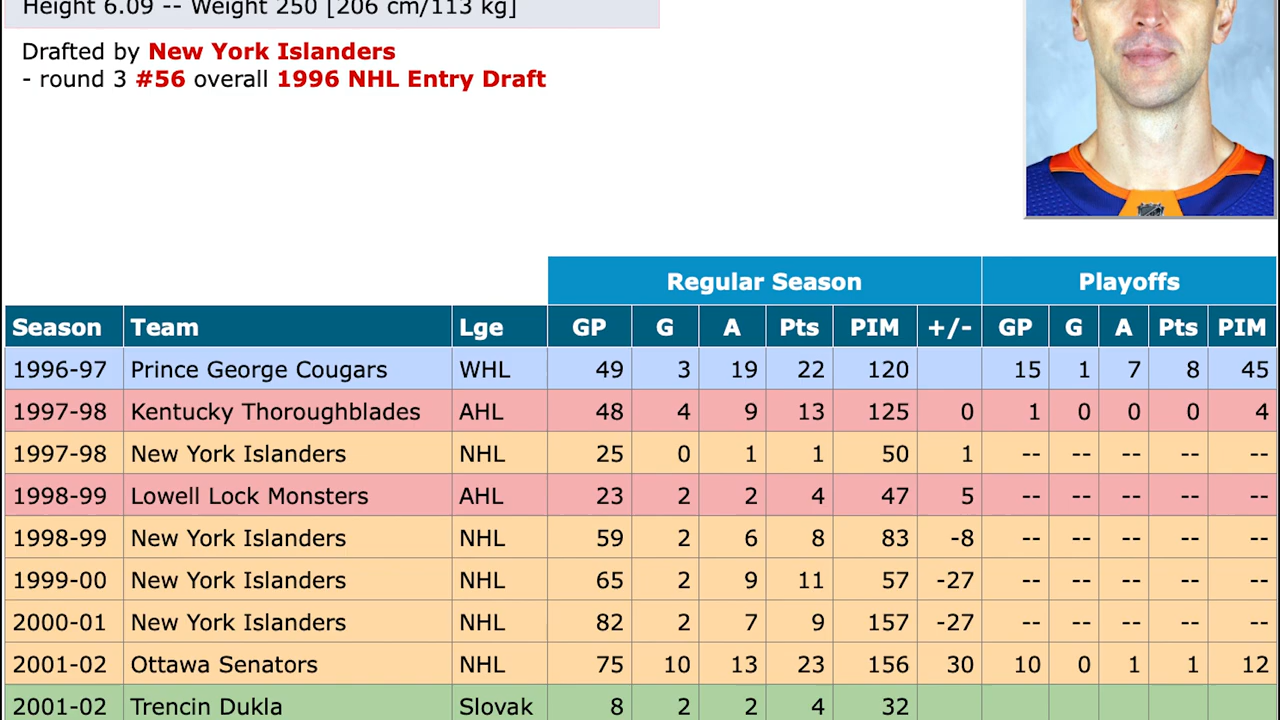 Height 6.09 -- Weight 250 [206 cm/113 kg]
Drafted by New York Islanders
- round 3 #56 overall 1996 NHL Entry Draft
Regular Season Playoffs
Season Team Lge GP G A Pts PIM +/- GP G A Pts PIM
1996-97 Prince George Cougars WHL 49 3 19 22 120 15 1 7 8 45
1997-98 Kentucky Thoroughblades AHL 48 4 9 13 125 0 1 0 0 0 4
1997-98 New York Islanders NHL 25 0 1 1 50 1 -- -- -- -- --
1998-99 Lowell Lock Monsters AHL 23 2 2 4 47 5 -- -- -- -- --
1998-99 New York Islanders NHL 59 2 6 8 83 -8 -- -- -- -- --
1999-00 New York Islanders NHL 65 2 9 11 57 -27 -- -- -- -- --
2000-01 New York Islanders NHL 82 2 7 9 157 -27 -- -- -- -- --
2001-02 Ottawa Senators NHL 75 10 13 23 156 30 10 0 1 1 12
2001-02 Trencin Dukla Slovak 8 2 2 4 32